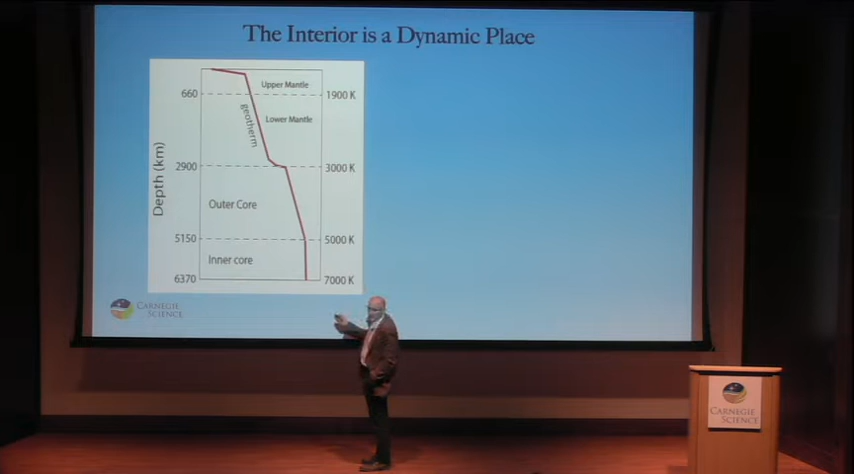 The Interior is a Dynamic Place
Upper Mantle
660
1900 K
geotherm
Lower Mantle
Depth (km)
2900
3000 K
Outer Core
5150
5000 K
Inner core
6370
7000 K
CARNEGIE
SCIENCE
CARNEGIE
SCIENCE